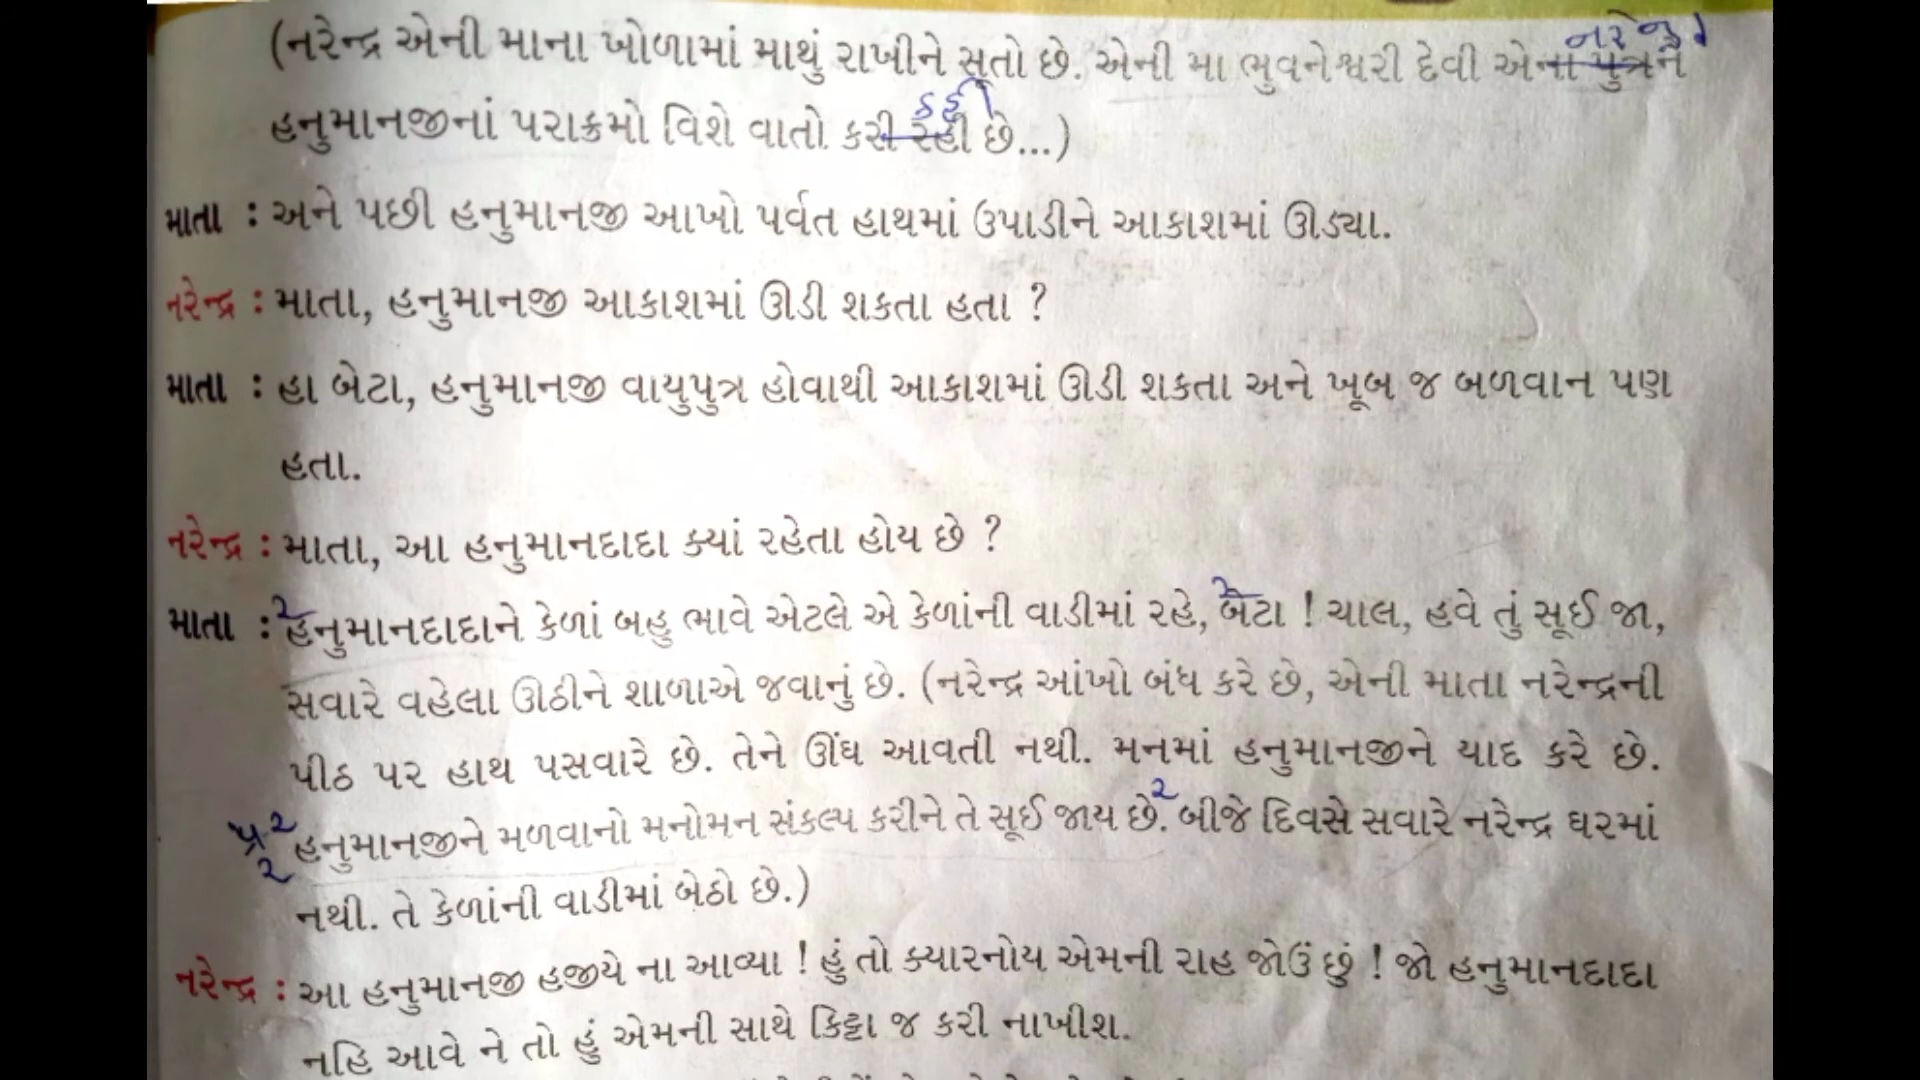 (નરેન્દ્ર એની માના ખોળામાં માથું રાખીને સૂતો છે. એની મા ભુવનેશ્વરી દેવી એના પુત્રને
હનુમાનજીનાં પરાક્રમો વિશે વાતો કરી રહી છે...)
માતા : અને પછી હનુમાનજી આખો પર્વત હાથમાં ઉપાડીને આકાશમાં ઊડ્યા.
નરેન્દ્ર : માતા, હનુમાનજી આકાશમાં ઊડી શકતા હતા ?
માતા : હા બેટા, હનુમાનજી વાયુપુત્ર હોવાથી આકાશમાં ઊડી શકતા અને ખૂબ જ બળવાન પણ
હતા.
નરેન્દ્ર : માતા, આ હનુમાનદાદા ક્યાં રહેતા હોય છે ?
માતા : હનુમાનદાદાને કેળાં બહુ ભાવે એટલે એ કેળાંની વાડીમાં રહે, બેટા ! ચાલ, હવે તું સૂઈ જા,
સવારે વહેલા ઊઠીને શાળાએ જવાનું છે. (નરેન્દ્ર આંખો બંધ કરે છે, એની માતા નરેન્દ્રની
પીઠ પર હાથ પસવારે છે. તેને ઊંઘ આવતી નથી. મનમાં હનુમાનજીને યાદ કરે છે.
હનુમાનજીને મળવાનો મનોમન સંકલ્પ કરીને તે સૂઈ જાય છે. બીજે દિવસે સવારે નરેન્દ્ર ઘરમાં
નથી. તે કેળાંની વાડીમાં બેઠો છે.)
નરેન્દ્ર : આ હનુમાનજી હજીયે ના આવ્યા ! હું તો ક્યારનોય એમની રાહ જોઉં છું ! જો હનુમાનદાદા
નહિ આવે ને તો હું એમની સાથે કિટ્ટા જ કરી નાખીશ.